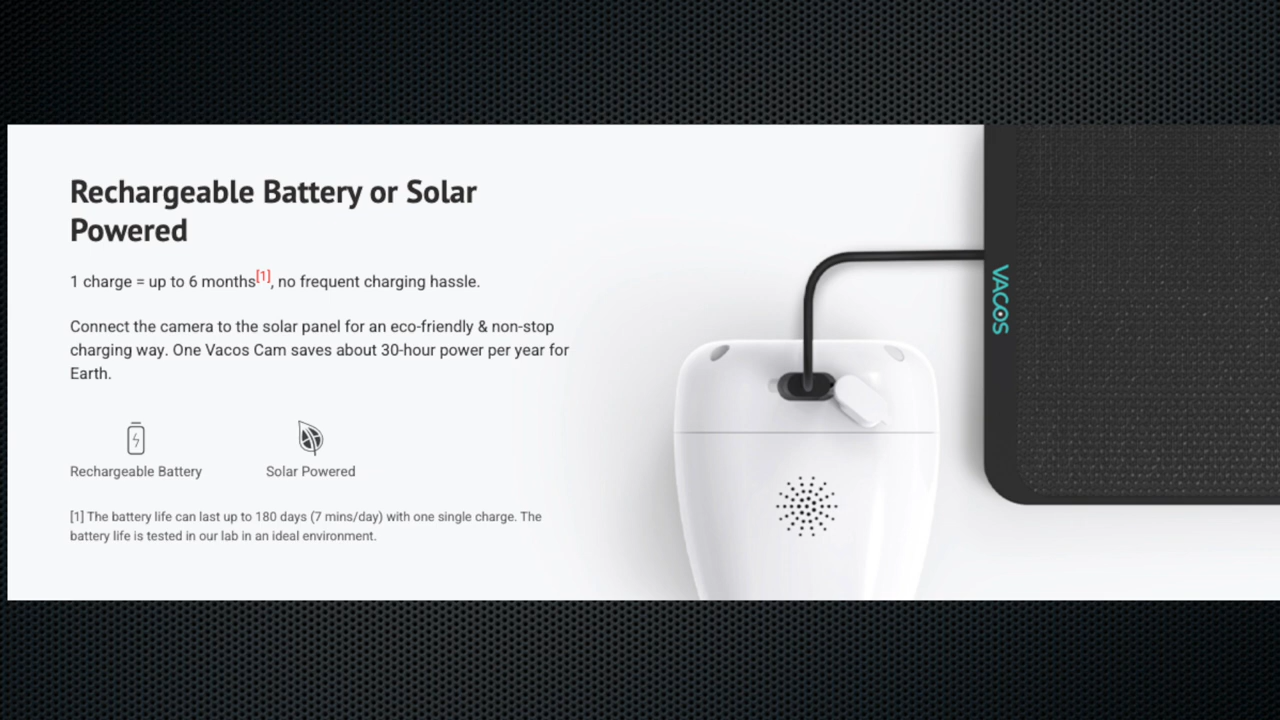 Rechargeable Battery or Solar
Powered
1 charge = up to 6 months[1], no frequent charging hassle.
Connect the camera to the solar panel for an eco-friendly & non-stop
charging way. One Vacos Cam saves about 30-hour power per year for
Earth.
Rechargeable Battery
Solar Powered
[1] The battery life can last up to 180 days (7 mins/day) with one single charge. The
battery life is tested in our lab in an ideal environment.
VACOS